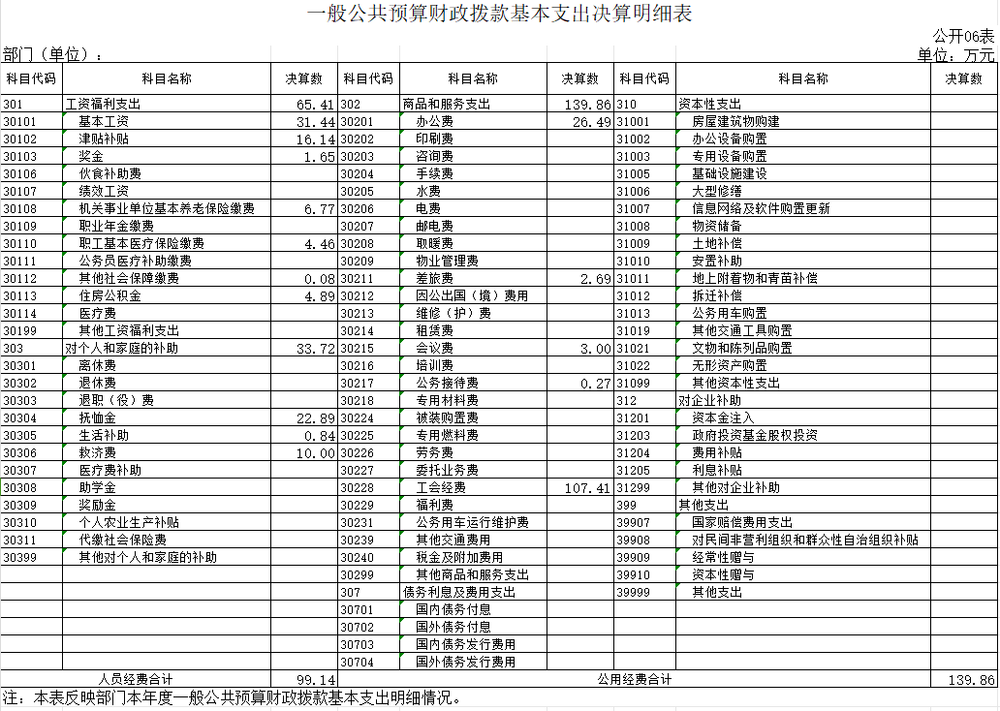 一般公共预算财政拨款基本支出决算明细表
公开06表
部门（单位）： 单位：万元
科目代码 科目名称 决算数 科目代码 科目名称 决算数 科目代码 科目名称 决算数
301 工资福利支出 65.41 302 商品和服务支出 139.86 310 资本性支出
30101 基本工资 31.44 30201 办公费 26.49 31001 房屋建筑物购建
30102 津贴补贴 16.14 30202 印刷费 31002 办公设备购置
30103 奖金 1.65 30203 咨询费 31003 专用设备购置
30106 伙食补助费 30204 手续费 31005 基础设施建设
30107 绩效工资 30205 水费 31006 大型修缮
30108 机关事业单位基本养老保险缴费 6.77 30206 电费 31007 信息网络及软件购置更新
30109 职业年金缴费 30207 邮电费 31008 物资储备
30110 职工基本医疗保险缴费 4.46 30208 取暖费 31009 土地补偿
30111 公务员医疗补助缴费 30209 物业管理费 31010 安置补助
30112 其他社会保障缴费 0.08 30211 差旅费 2.69 31011 地上附着物和青苗补偿
30113 住房公积金 4.89 30212 因公出国（境）费用 31012 拆迁补偿
30114 医疗费 30213 维修（护）费 31013 公务用车购置
30199 其他工资福利支出 30214 租赁费 31019 其他交通工具购置
303 对个人和家庭的补助 33.72 30215 会议费 3.00 31021 文物和陈列品购置
30301 离休费 30216 培训费 31022 无形资产购置
30302 退休费 30217 公务接待费 0.27 31099 其他资本性支出
30303 退职（役）费 30218 专用材料费 312 对企业补助
30304 抚恤金 22.89 30224 被装购置费 31201 资本金注入
30305 生活补助 0.84 30225 专用燃料费 31203 政府投资基金股权投资
30306 救济费 10.00 30226 劳务费 31204 费用补贴
30307 医疗费补助 30227 委托业务费 31205 利息补贴
30308 助学金 30228 工会经费 107.41 31299 其他对企业补助
30309 奖励金 30229 福利费 399 其他支出
30310 个人农业生产补贴 30231 公务用车运行维护费 39907 国家赔偿费用支出
30311 代缴社会保险费 30239 其他交通费用 39908 对民间非营利组织和群众性自治组织补贴
30399 其他对个人和家庭的补助 30240 税金及附加费用 39909 经常性赠与
30299 其他商品和服务支出 39910 资本性赠与
307 债务利息及费用支出 39999 其他支出
30701 国内债务付息
30702 国外债务付息
30703 国内债务发行费用
30704 国外债务发行费用
人员经费合计 99.14 公用经费合计 139.86
注：本表反映部门本年度一般公共预算财政拨款基本支出明细情况。